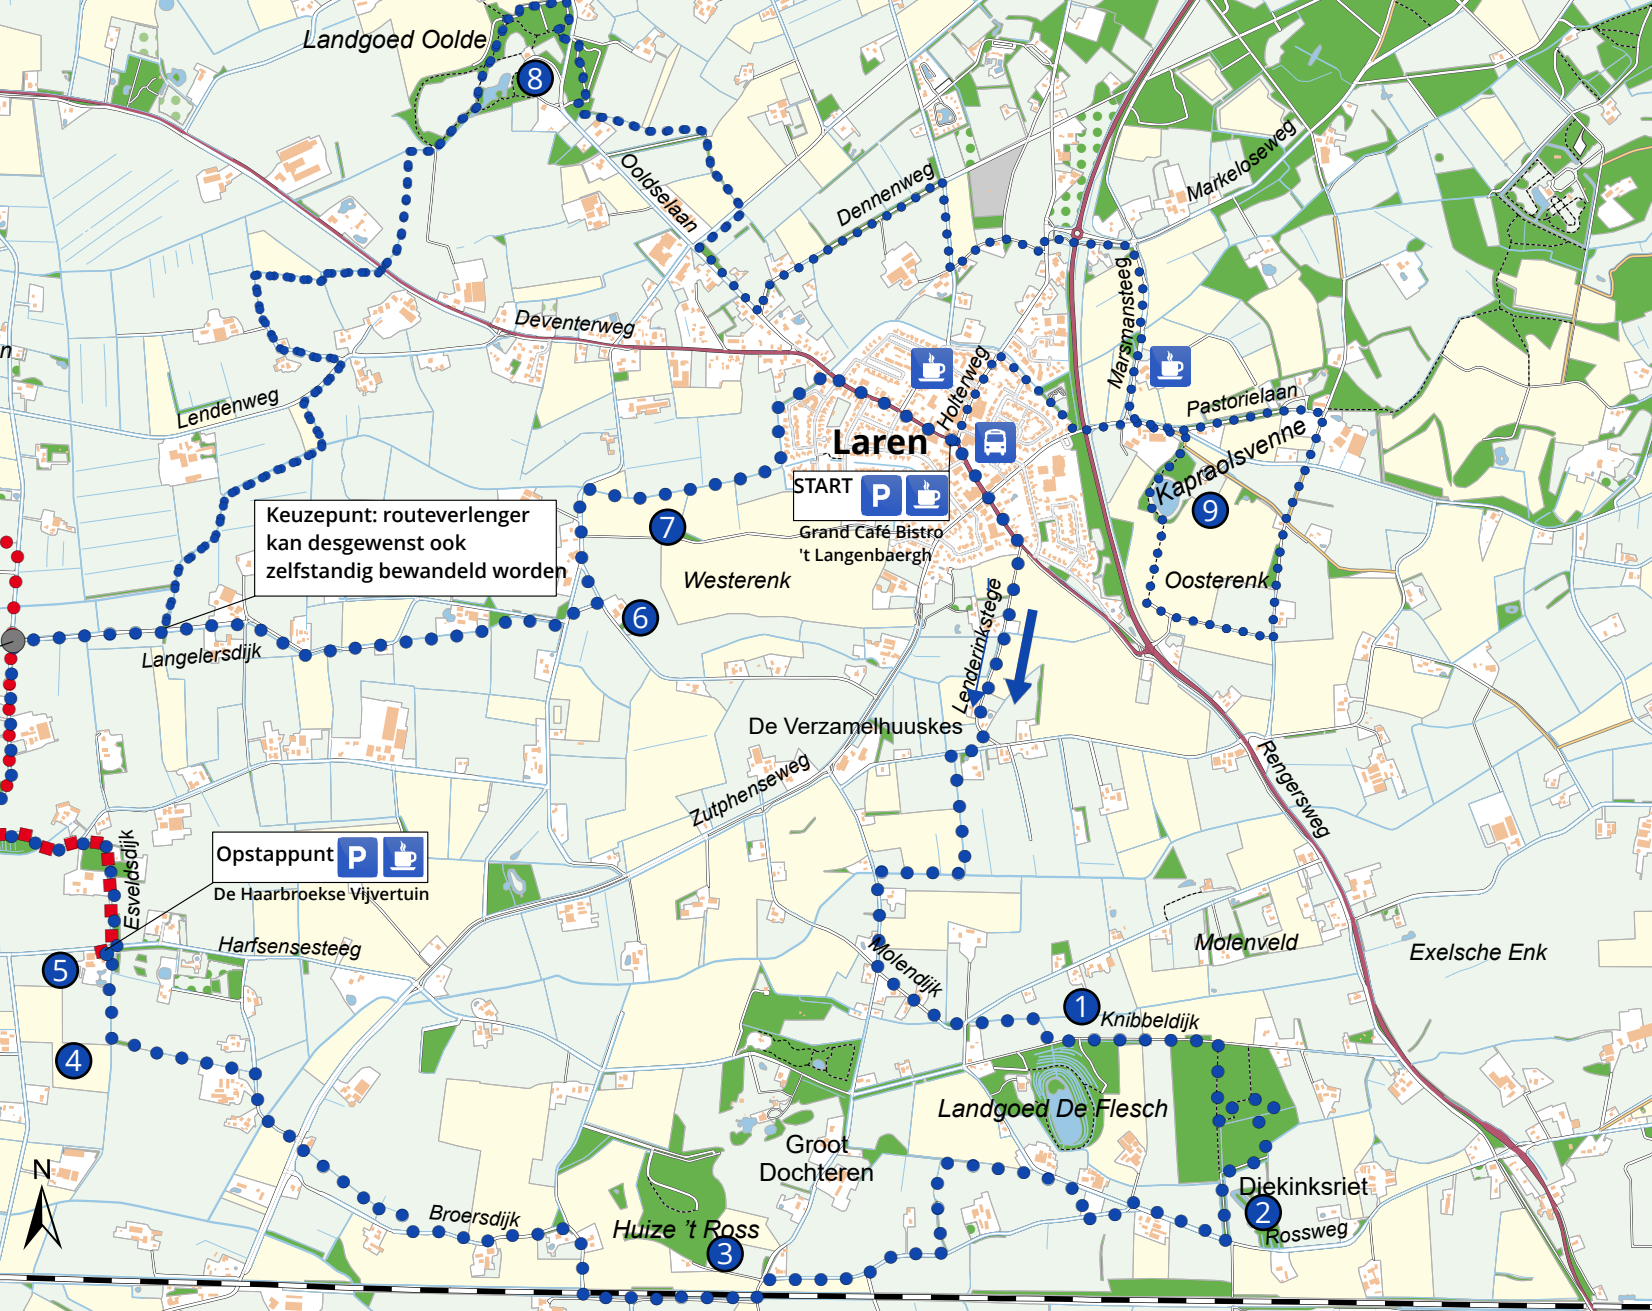 Landgoed Oolde
8
Ooldselaan
Dennenweg
Markeloseweg
Deventerweg
Marsmansteeg
Holterweg
Lendenweg
Pastorielaan
Kapraolsvenne
Laren
START P
Grand Café Bistro
't Langenbaergh
9
7
Keuzepunt: routeverlenger
kan desgewenst ook
zelfstandig bewandeld worden
Westerenk
Oosterenk
6
Langelersdijk
Lenderinkstege
De Verzamelhuuskes
Zutphenseweg
Rengersweg
Esveldsdijk
Opstappunt P
De Haarbroekse Vijvertuin
Harfsensesteeg
5
Molendijk
Molenveld
Exelsche Enk
1
Knibbeldijk
4
Landgoed De Flesch
Groot
Dochteren
N
Diekinksriet
2
Rossweg
Broersdijk
Huize 't Ross
3